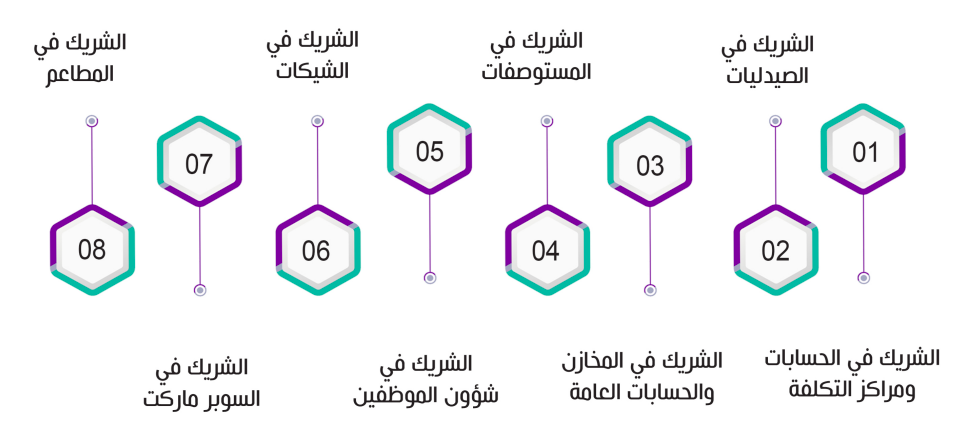 01
الشريك في الحسابات
ومراكز التكلفة
02
الشريك في
الصيدليات
03
الشريك في المخازن
والحسابات العامة
04
الشريك في
المستوصفات
05
الشريك في
شؤون الموظفين
06
الشريك في
الشيكات
07
الشريك في
السوبر ماركت
08
الشريك في
المطاعم